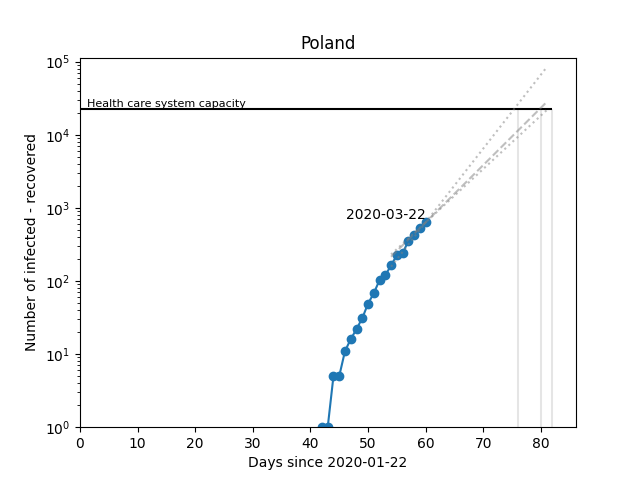 Poland
10^5
Health care system capacity
10^4
10^3
2020-03-22
10^2
10^1
10^0
Number of infected - recovered
0 10 20 30 40 50 60 70 80
Days since 2020-01-22